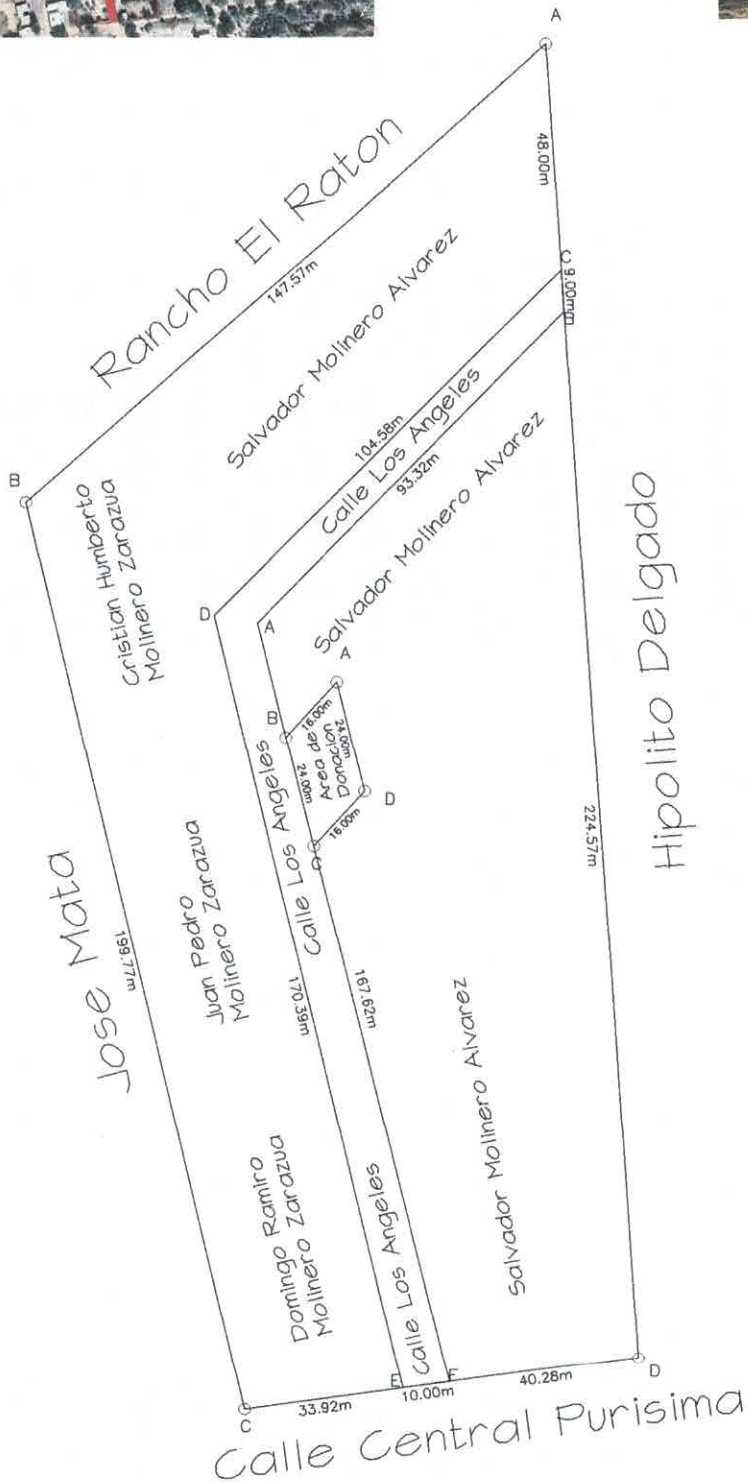 A
48.00m
Rancho El Raton
147.57m
Salvador Molinero Alvarez
C
9.00m
B
104.58m
Calle Los Angeles
93.32m
Salvador Molinero Alvarez
Cristian Humberto
Molinero Zarazua
D
A
A
B
16.00m
Area de
Donacion
24.00m
24.00m
D
16.00m
Hipolito Delgado
224.57m
Calle Los Angeles
Jose Mata
199.77m
Juan Pedro
Molinero Zarazua
170.39m
167.62m
Salvador Molinero Alvarez
Domingo Ramiro
Molinero Zarazua
Calle Los Angeles
E
F
D
C
33.92m
10.00m
40.28m
Calle Central Purisima